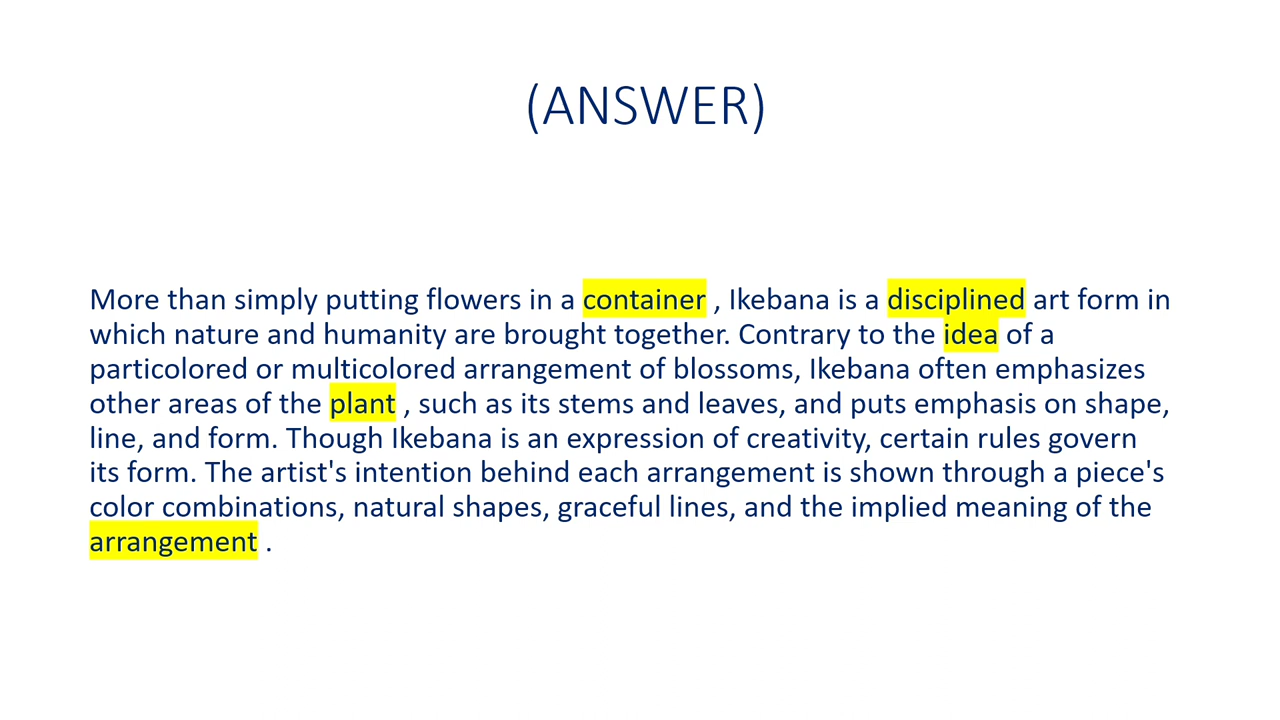 (ANSWER)
More than simply putting flowers in a container , Ikebana is a disciplined art form in
which nature and humanity are brought together. Contrary to the idea of a
particolored or multicolored arrangement of blossoms, Ikebana often emphasizes
other areas of the plant , such as its stems and leaves, and puts emphasis on shape,
line, and form. Though Ikebana is an expression of creativity, certain rules govern
its form. The artist's intention behind each arrangement is shown through a piece's
color combinations, natural shapes, graceful lines, and the implied meaning of the
arrangement .